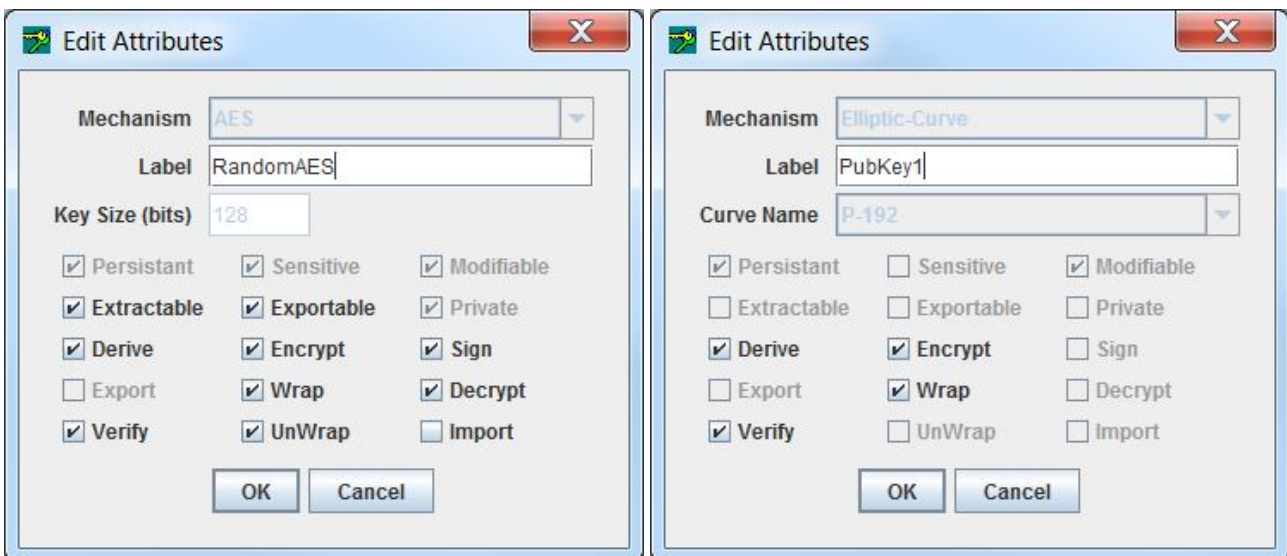 Edit Attributes
Mechanism AES
Label RandomAES
Key Size (bits) 128
Persistant Sensitive Modifiable
Extractable Exportable Private
Derive Encrypt Sign
Export Wrap Decrypt
Verify UnWrap Import
OK Cancel
Edit Attributes
Mechanism Elliptic-Curve
Label PubKey1
Curve Name P-192
Persistant Sensitive Modifiable
Extractable Exportable Private
Derive Encrypt Sign
Export Wrap Decrypt
Verify UnWrap Import
OK Cancel